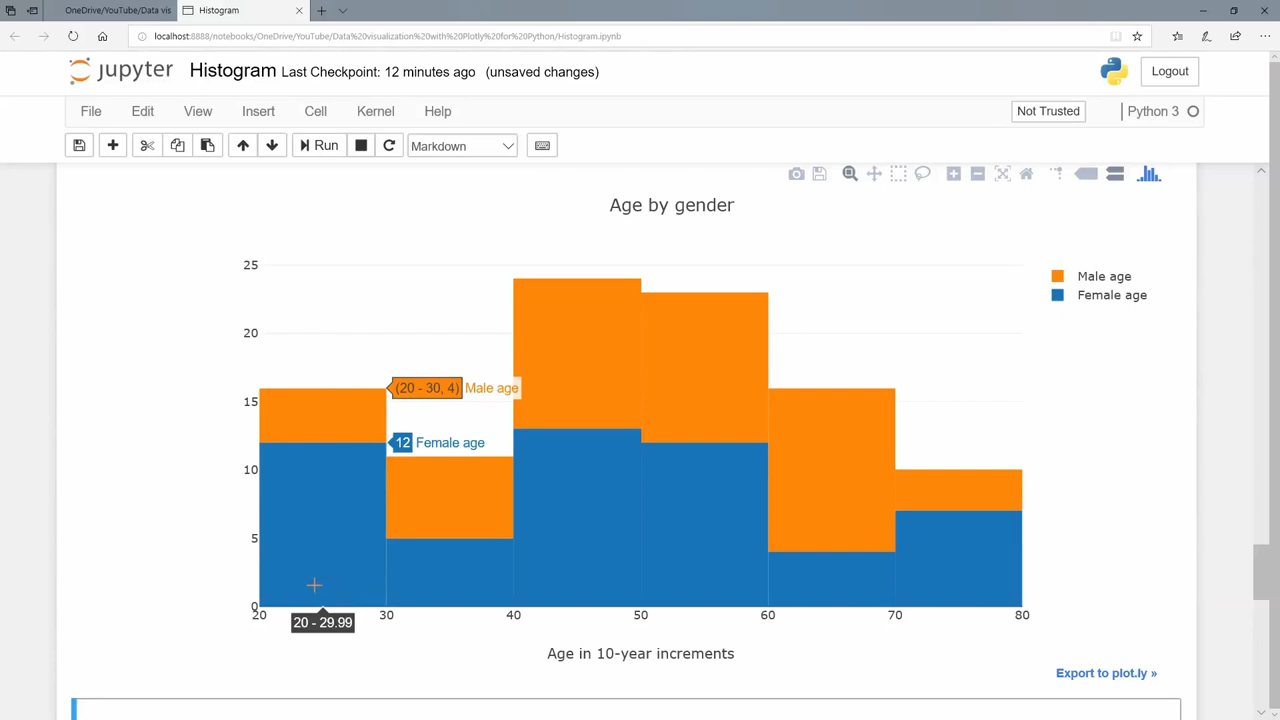 OneDrive/YouTube/Data vis
Histogram
localhost:8888/notebooks/OneDrive/YouTube/Data%20visualization%20with%20Plotly%20for%20Python/Histogram.ipynb
jupyter Histogram Last Checkpoint: 12 minutes ago (unsaved changes)
Logout
File Edit View Insert Cell Kernel Help
Not Trusted
Python 3
Run
Markdown
Age by gender
25
20
15
10
5
0
Male age
Female age
(20 - 30, 4) Male age
12 Female age
20 30 40 50 60 70 80
20 - 29.99
Age in 10-year increments
Export to plot.ly »